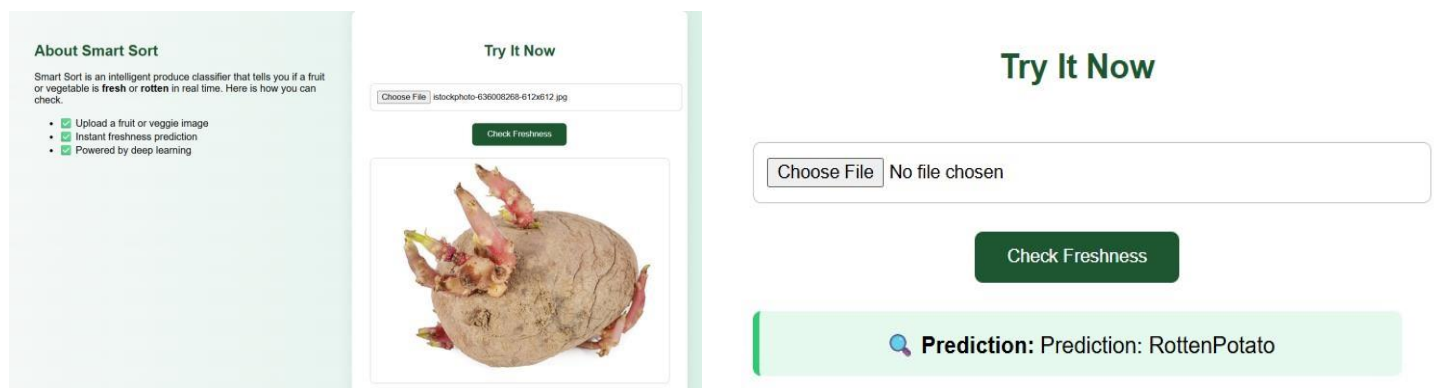 About Smart Sort
Smart Sort is an intelligent produce classifier that tells you if a fruit
or vegetable is fresh or rotten in real time. Here is how you can
check.
• ✅ Upload a fruit or veggie image
• ✅ Instant freshness prediction
• ✅ Powered by deep learning
Try It Now
Choose File istockphoto-636008268-612x612.jpg
Check Freshness
Try It Now
Choose File No file chosen
Check Freshness
🔍 Prediction: Prediction: RottenPotato